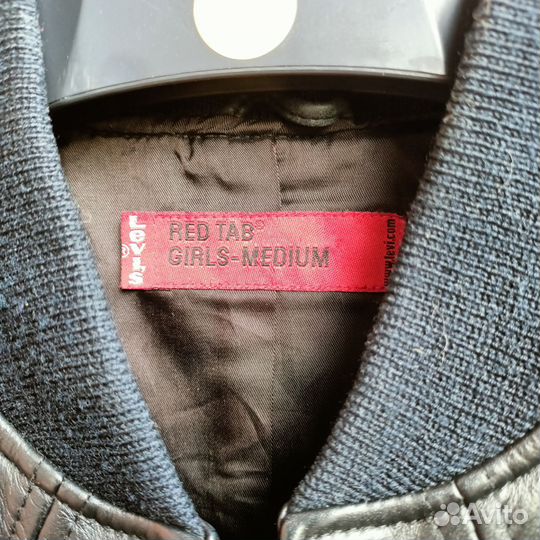 Levi's
®
RED TAB©
GIRLS-MEDIUM
www.levi.com
Avito